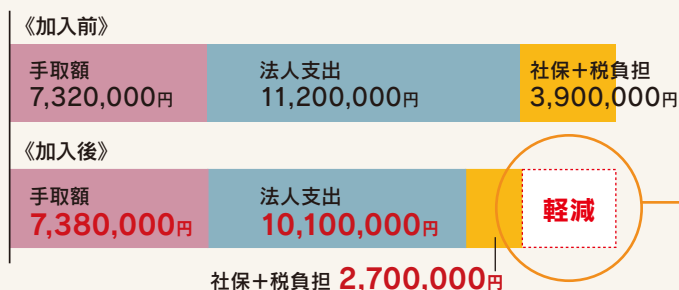 《加入前》
手取額 法人支出 社保＋税負担
7,320,000円 11,200,000円 3,900,000円
《加入後》
手取額 法人支出 軽減
7,380,000円 10,100,000円
社保＋税負担 2,700,000円